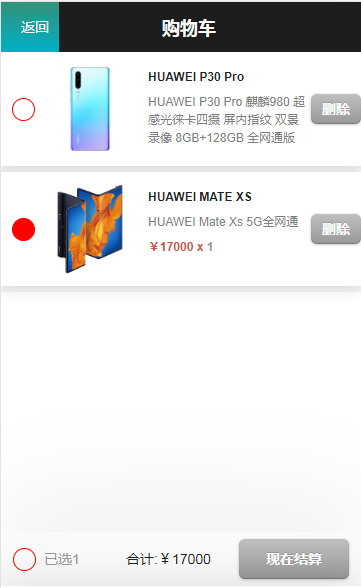 返回
购物车
HUAWEI P30 Pro
HUAWEI P30 Pro 麒麟980 超
感光徕卡四摄 屏内指纹 双景
录像 8GB+128GB 全网通版
删除
HUAWEI MATE XS
HUAWEI Mate Xs 5G全网通
¥17000 x 1
删除
已选1
合计:¥17000
现在结算